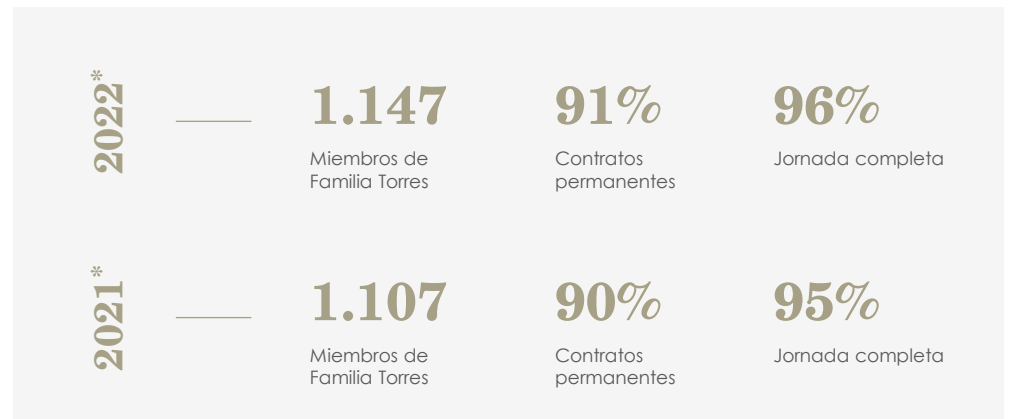 2022*
1.147
91%
96%
Miembros de
Familia Torres
Contratos
permanentes
Jornada completa
2021*
1.107
90%
95%
Miembros de
Familia Torres
Contratos
permanentes
Jornada completa